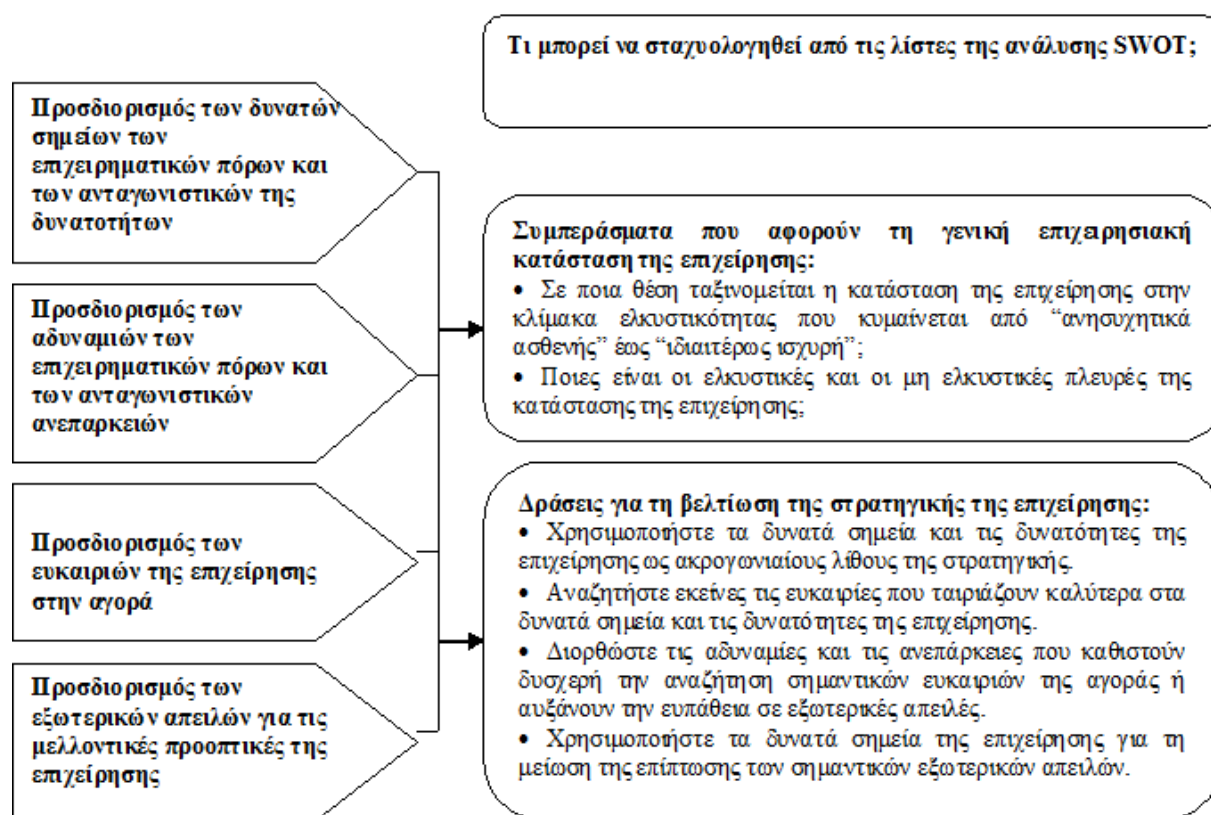 Τι μπορεί να σταχυολογηθεί από τις λίστες της ανάλυσης SWOT;
Προσδιορισμός των δυνατών
σημείων των
επιχειρηματικών πόρων και
των ανταγωνιστικών της
δυνατοτήτων
Προσδιορισμός των
αδυναμιών των
επιχειρηματικών πόρων και
των ανταγωνιστικών
ανεπαρκειών
Προσδιορισμός των
ευκαιριών της επιχείρησης
στην αγορά
Προσδιορισμός των
εξωτερικών απειλών για τις
μελλοντικές προοπτικές της
επιχείρησης
Συμπεράσματα που αφορούν τη γενική επιχειρησιακή
κατάσταση της επιχείρησης:
• Σε ποια θέση ταξινομείται η κατάσταση της επιχείρησης στην
κλίμακα ελκυστικότητας που κυμαίνεται από “ανησυχητικά
ασθενής” έως “ιδιαιτέρως ισχυρή”;
• Ποιες είναι οι ελκυστικές και οι μη ελκυστικές πλευρές της
κατάστασης της επιχείρησης;
Δράσεις για τη βελτίωση της στρατηγικής της επιχείρησης:
• Χρησιμοποιήστε τα δυνατά σημεία και τις δυνατότητες της
επιχείρησης ως ακρογωνιαίους λίθους της στρατηγικής.
• Αναζητήστε εκείνες τις ευκαιρίες που ταιριάζουν καλύτερα στα
δυνατά σημεία και τις δυνατότητες της επιχείρησης.
• Διορθώστε τις αδυναμίες και τις ανεπάρκειες που καθιστούν
δυσχερή την αναζήτηση σημαντικών ευκαιριών της αγοράς ή
αυξάνουν την ευπάθεια σε εξωτερικές απειλές.
• Χρησιμοποιήστε τα δυνατά σημεία της επιχείρησης για τη
μείωση της επίπτωσης των σημαντικών εξωτερικών απειλών.